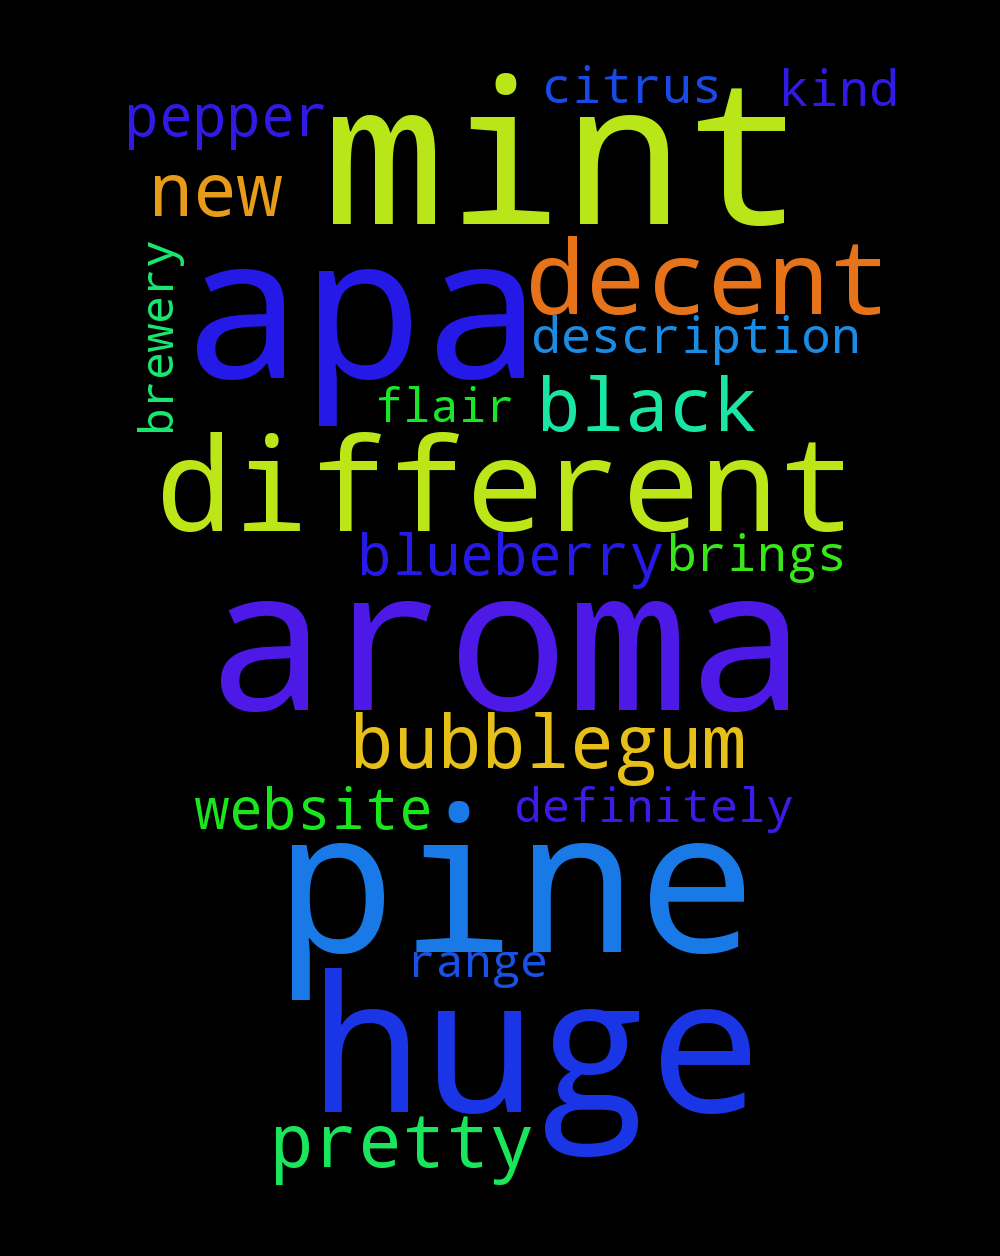 citrus
kind
pepper
mint
new
brewery
apa
decent
description
flair
black
different
blueberry
brings
aroma
bubblegum
website
definitely
pine
range
huge
pretty